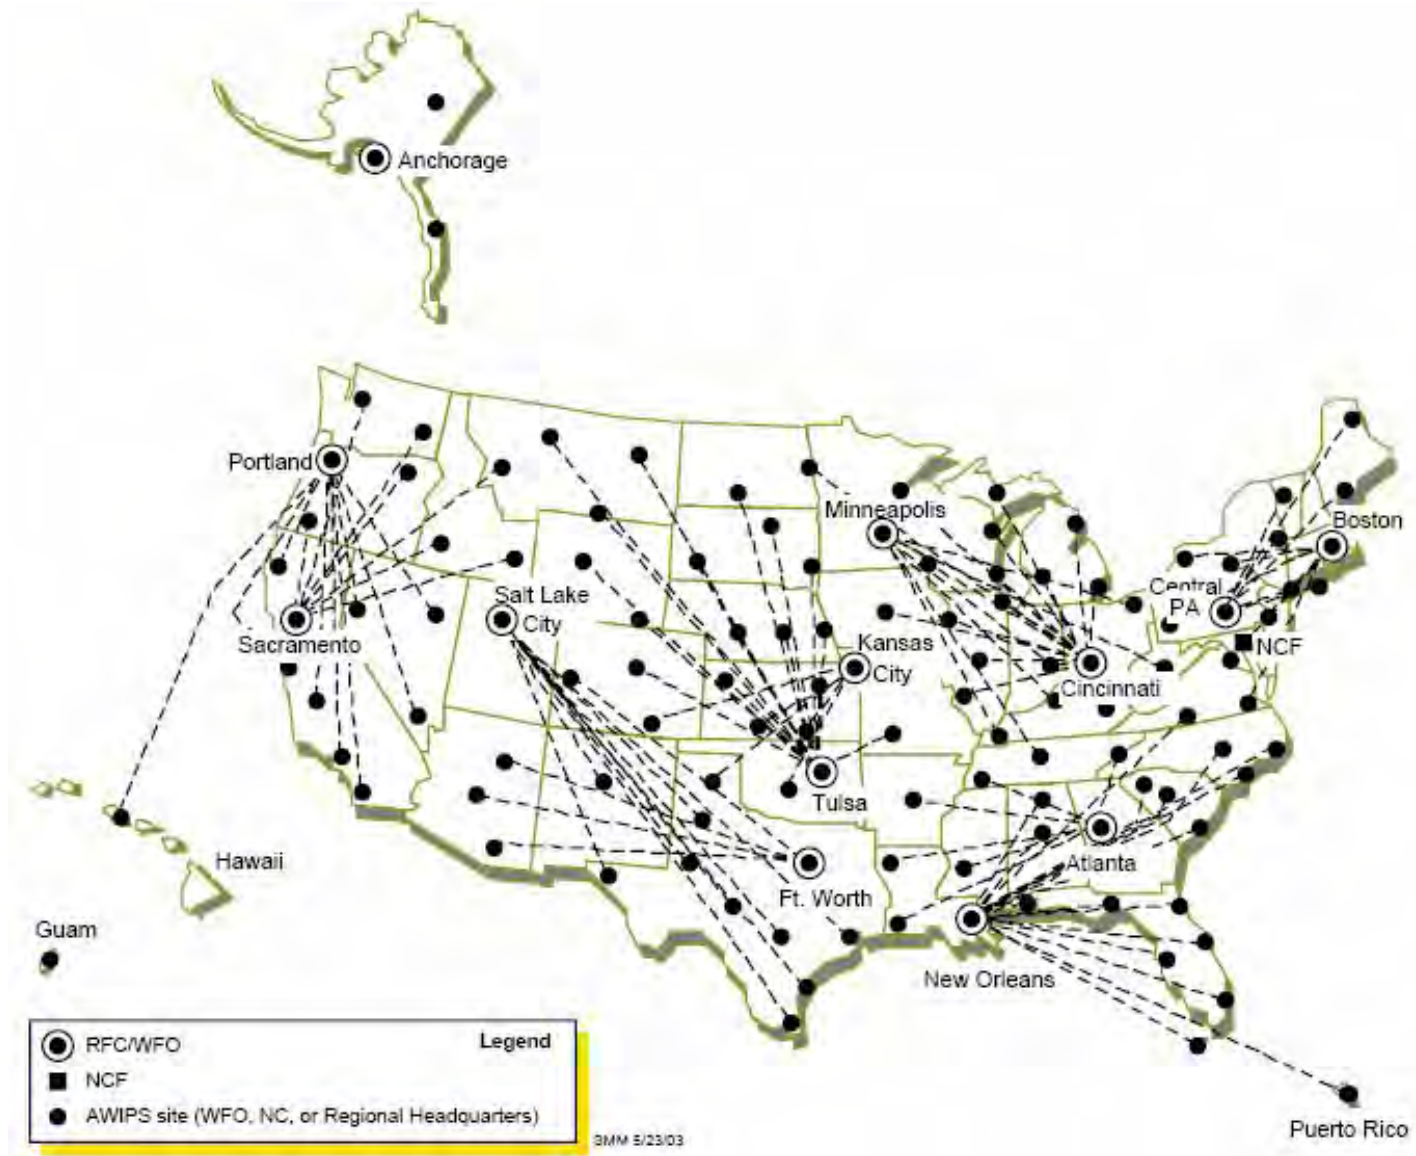 Anchorage
Portland
Minneapolis
Boston
Central
PA
Salt Lake
City
Sacramento
Kansas
City
NCF
Cincinnati
Tulsa
Hawaii
Atlanta
Ft. Worth
Guam
New Orleans
Legend
RFC/WFO
NCF
AWIPS site (WFO, NC, or Regional Headquarters)
Puerto Rico